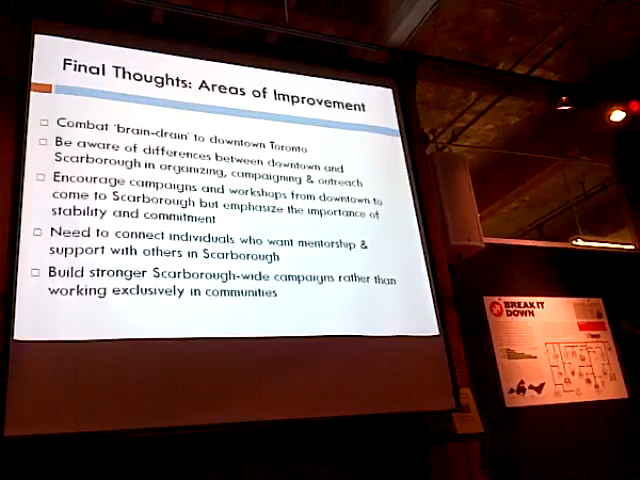 Final Thoughts: Areas of Improvement
Combat 'brain-drain' to downtown Toronto
Be aware of differences between downtown and
Scarborough in organizing, campaigning & outreach
Encourage campaigns and workshops from downtown to
come to Scarborough but emphasize the importance of
stability and commitment
Need to connect individuals who want mentorship &
support with others in Scarborough
Build stronger Scarborough-wide campaigns rather than
working exclusively in communities
BREAK IT
DOWN